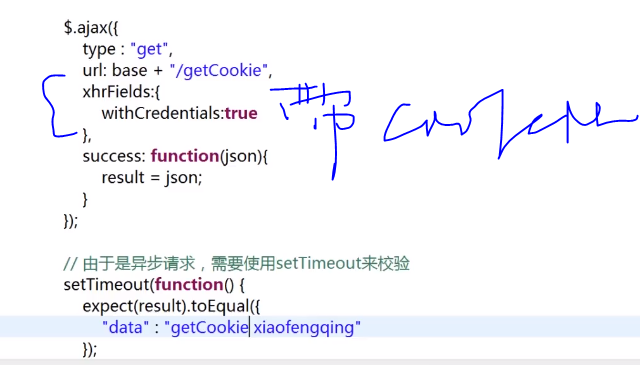 $.ajax({
type : "get",
url: base + "/getCookie",
xhrFields:{
withCredentials:true
},
success: function(json){
result = json;
}
});
带
// 由于是异步请求，需要使用setTimeout来校验
setTimeout(function() {
expect(result).toEqual({
"data" : "getCookie xiaofengqing"
});